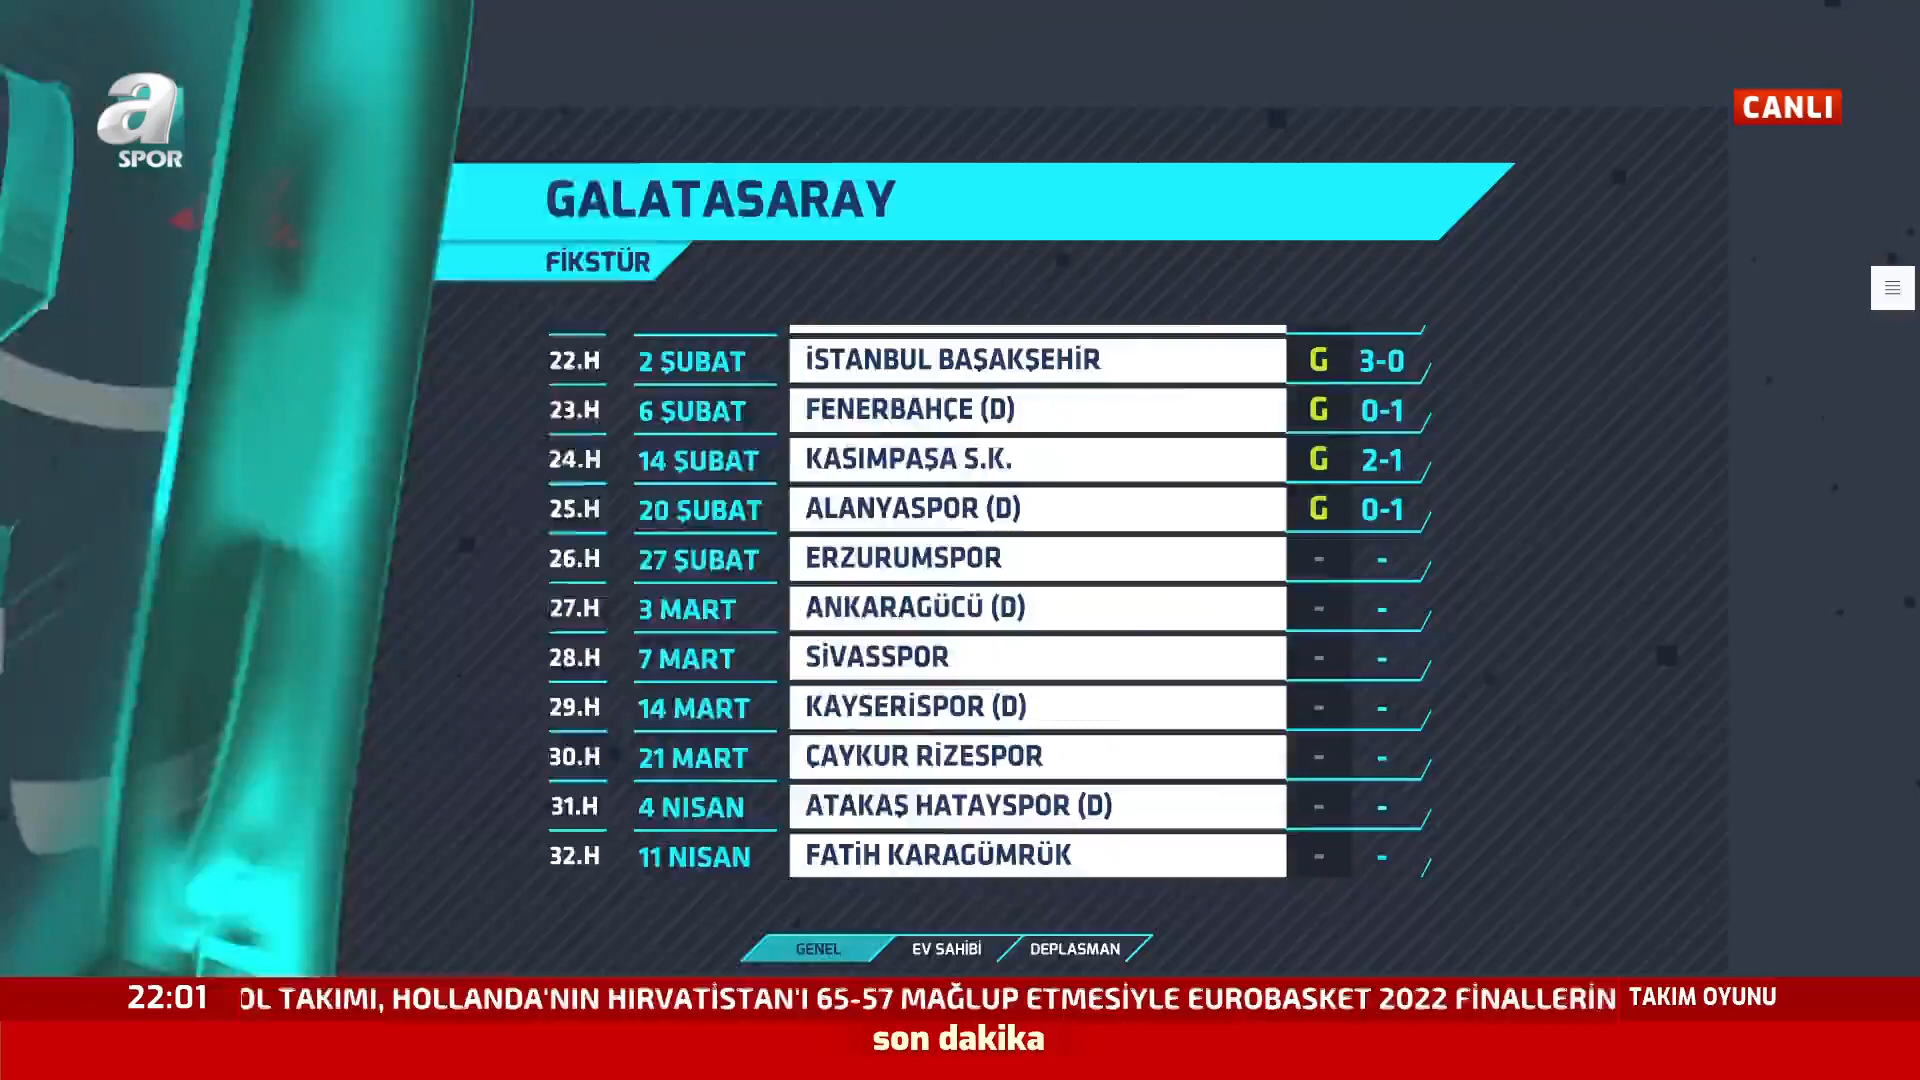 a
SPOR
CANLI
GALATASARAY
FİKSTÜR
22.H 2 ŞUBAT İSTANBUL BAŞAKŞEHİR G 3-0
23.H 6 ŞUBAT FENERBAHÇE (D) G 0-1
24.H 14 ŞUBAT KASIMPAŞA S.K. G 2-1
25.H 20 ŞUBAT ALANYASPOR (D) G 0-1
26.H 27 ŞUBAT ERZURUMSPOR - -
27.H 3 MART ANKARAGÜCÜ (D) - -
28.H 7 MART SİVASSPOR - -
29.H 14 MART KAYSERİSPOR (D) - -
30.H 21 MART ÇAYKUR RİZESPOR - -
31.H 4 NISAN ATAKAŞ HATAYSPOR (D) - -
32.H 11 NISAN FATİH KARAGÜMRÜK - -
GENEL EV SAHİBİ DEPLASMAN
22:01 OL TAKIMI, HOLLANDA'NIN HIRVATİSTAN'I 65-57 MAĞLUP ETMESİYLE EUROBASKET 2022 FİNALLERİN TAKIM OYUNU
son dakika